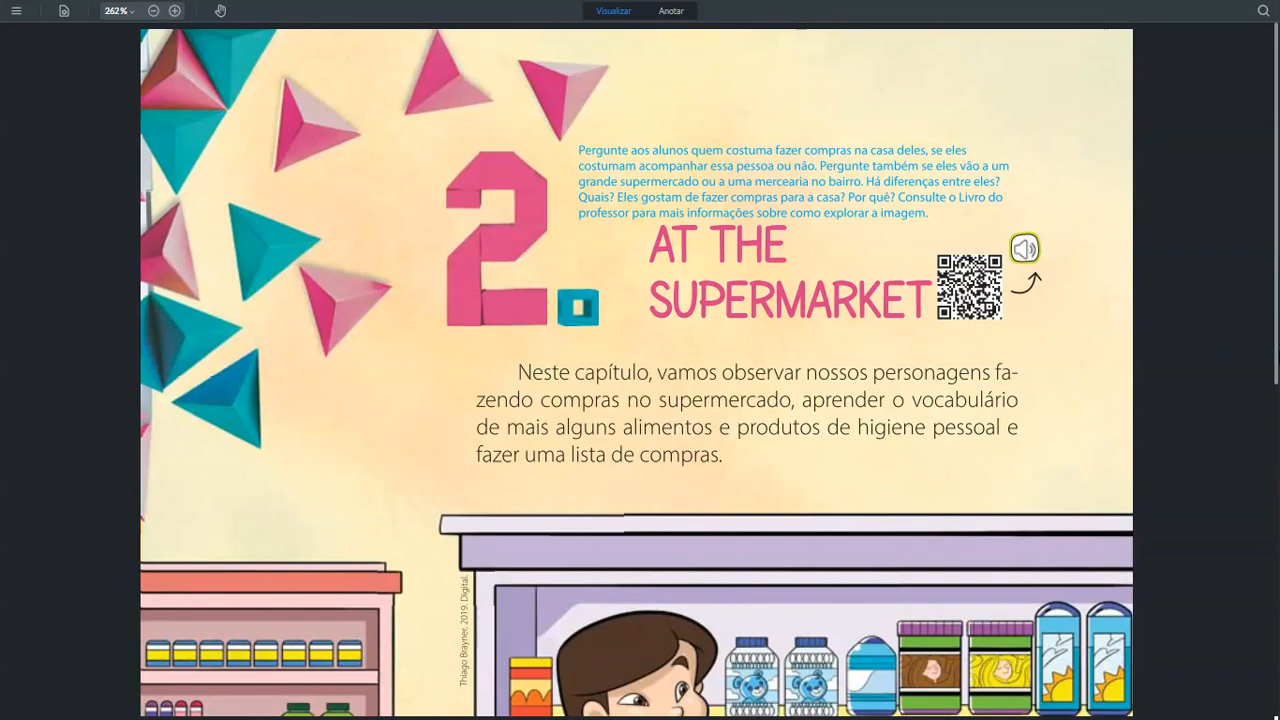 262%
Visualizar
Anotar
Pergunte aos alunos quem costuma fazer compras na casa deles, se eles
costumam acompanhar essa pessoa ou não. Pergunte também se eles vão a um
grande supermercado ou a uma mercearia no bairro. Há diferenças entre eles?
Quais? Eles gostam de fazer compras para a casa? Por quê? Consulte o Livro do
professor para mais informações sobre como explorar a imagem.
2.
AT THE
SUPERMARKET
Neste capítulo, vamos observar nossos personagens fa-
zendo compras no supermercado, aprender o vocabulário
de mais alguns alimentos e produtos de higiene pessoal e
fazer uma lista de compras.
Thiago Brayner. 2019. Digital.